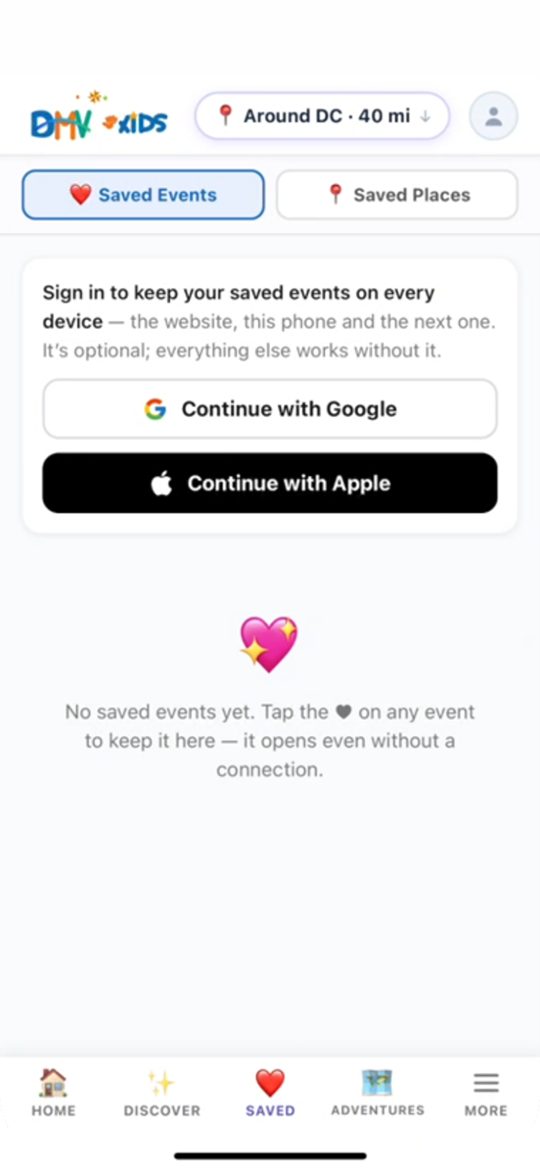 DMV KIDS
Around DC · 40 mi ↓
Saved Events
Saved Places
Sign in to keep your saved events on every
device — the website, this phone and the next one.
It’s optional; everything else works without it.
Continue with Google
Continue with Apple
No saved events yet. Tap the ♥ on any event
to keep it here — it opens even without a
connection.
HOME
DISCOVER
SAVED
ADVENTURES
MORE